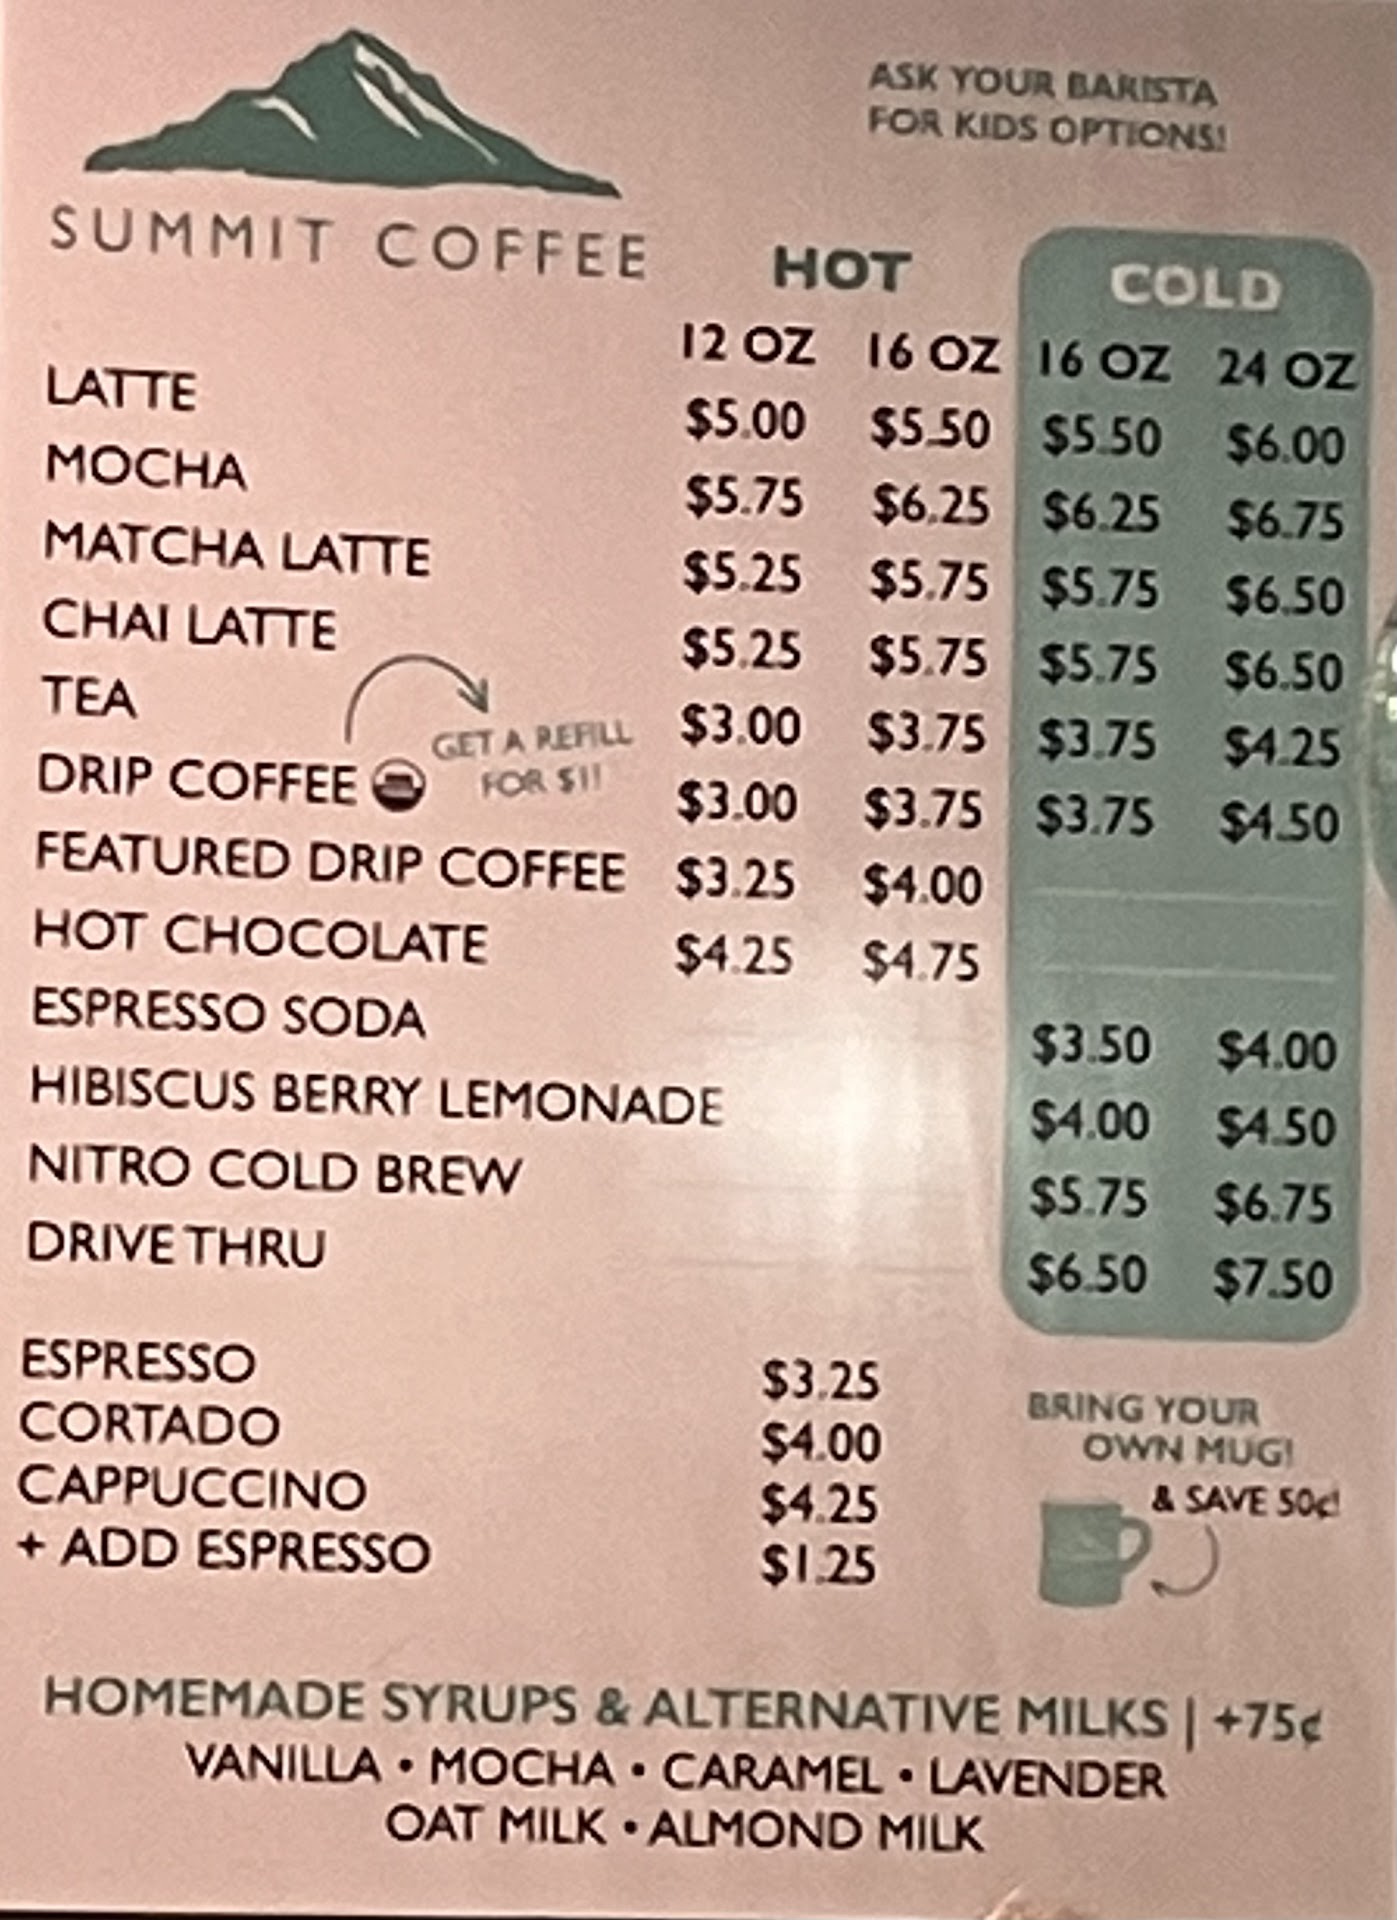 SUMMIT COFFEE
ASK YOUR BARISTA
FOR KIDS OPTIONS!
HOT COLD
12 OZ 16 OZ 16 OZ 24 OZ
LATTE $5.00 $5.50 $5.50 $6.00
MOCHA $5.75 $6.25 $6.25 $6.75
MATCHA LATTE $5.25 $5.75 $5.75 $6.50
CHAI LATTE $5.25 $5.75 $5.75 $6.50
TEA $3.00 $3.75 $3.75 $4.25
GET A REFILL
FOR $1!
DRIP COFFEE $3.00 $3.75 $3.75 $4.50
FEATURED DRIP COFFEE $3.25 $4.00
HOT CHOCOLATE $4.25 $4.75
ESPRESSO SODA $3.50 $4.00
HIBISCUS BERRY LEMONADE $4.00 $4.50
NITRO COLD BREW $5.75 $6.75
DRIVE THRU $6.50 $7.50
ESPRESSO $3.25
CORTADO $4.00
CAPPUCCINO $4.25
+ ADD ESPRESSO $1.25
BRING YOUR
OWN MUG!
& SAVE 50¢!
HOMEMADE SYRUPS & ALTERNATIVE MILKS | +75¢
VANILLA • MOCHA • CARAMEL • LAVENDER
OAT MILK • ALMOND MILK